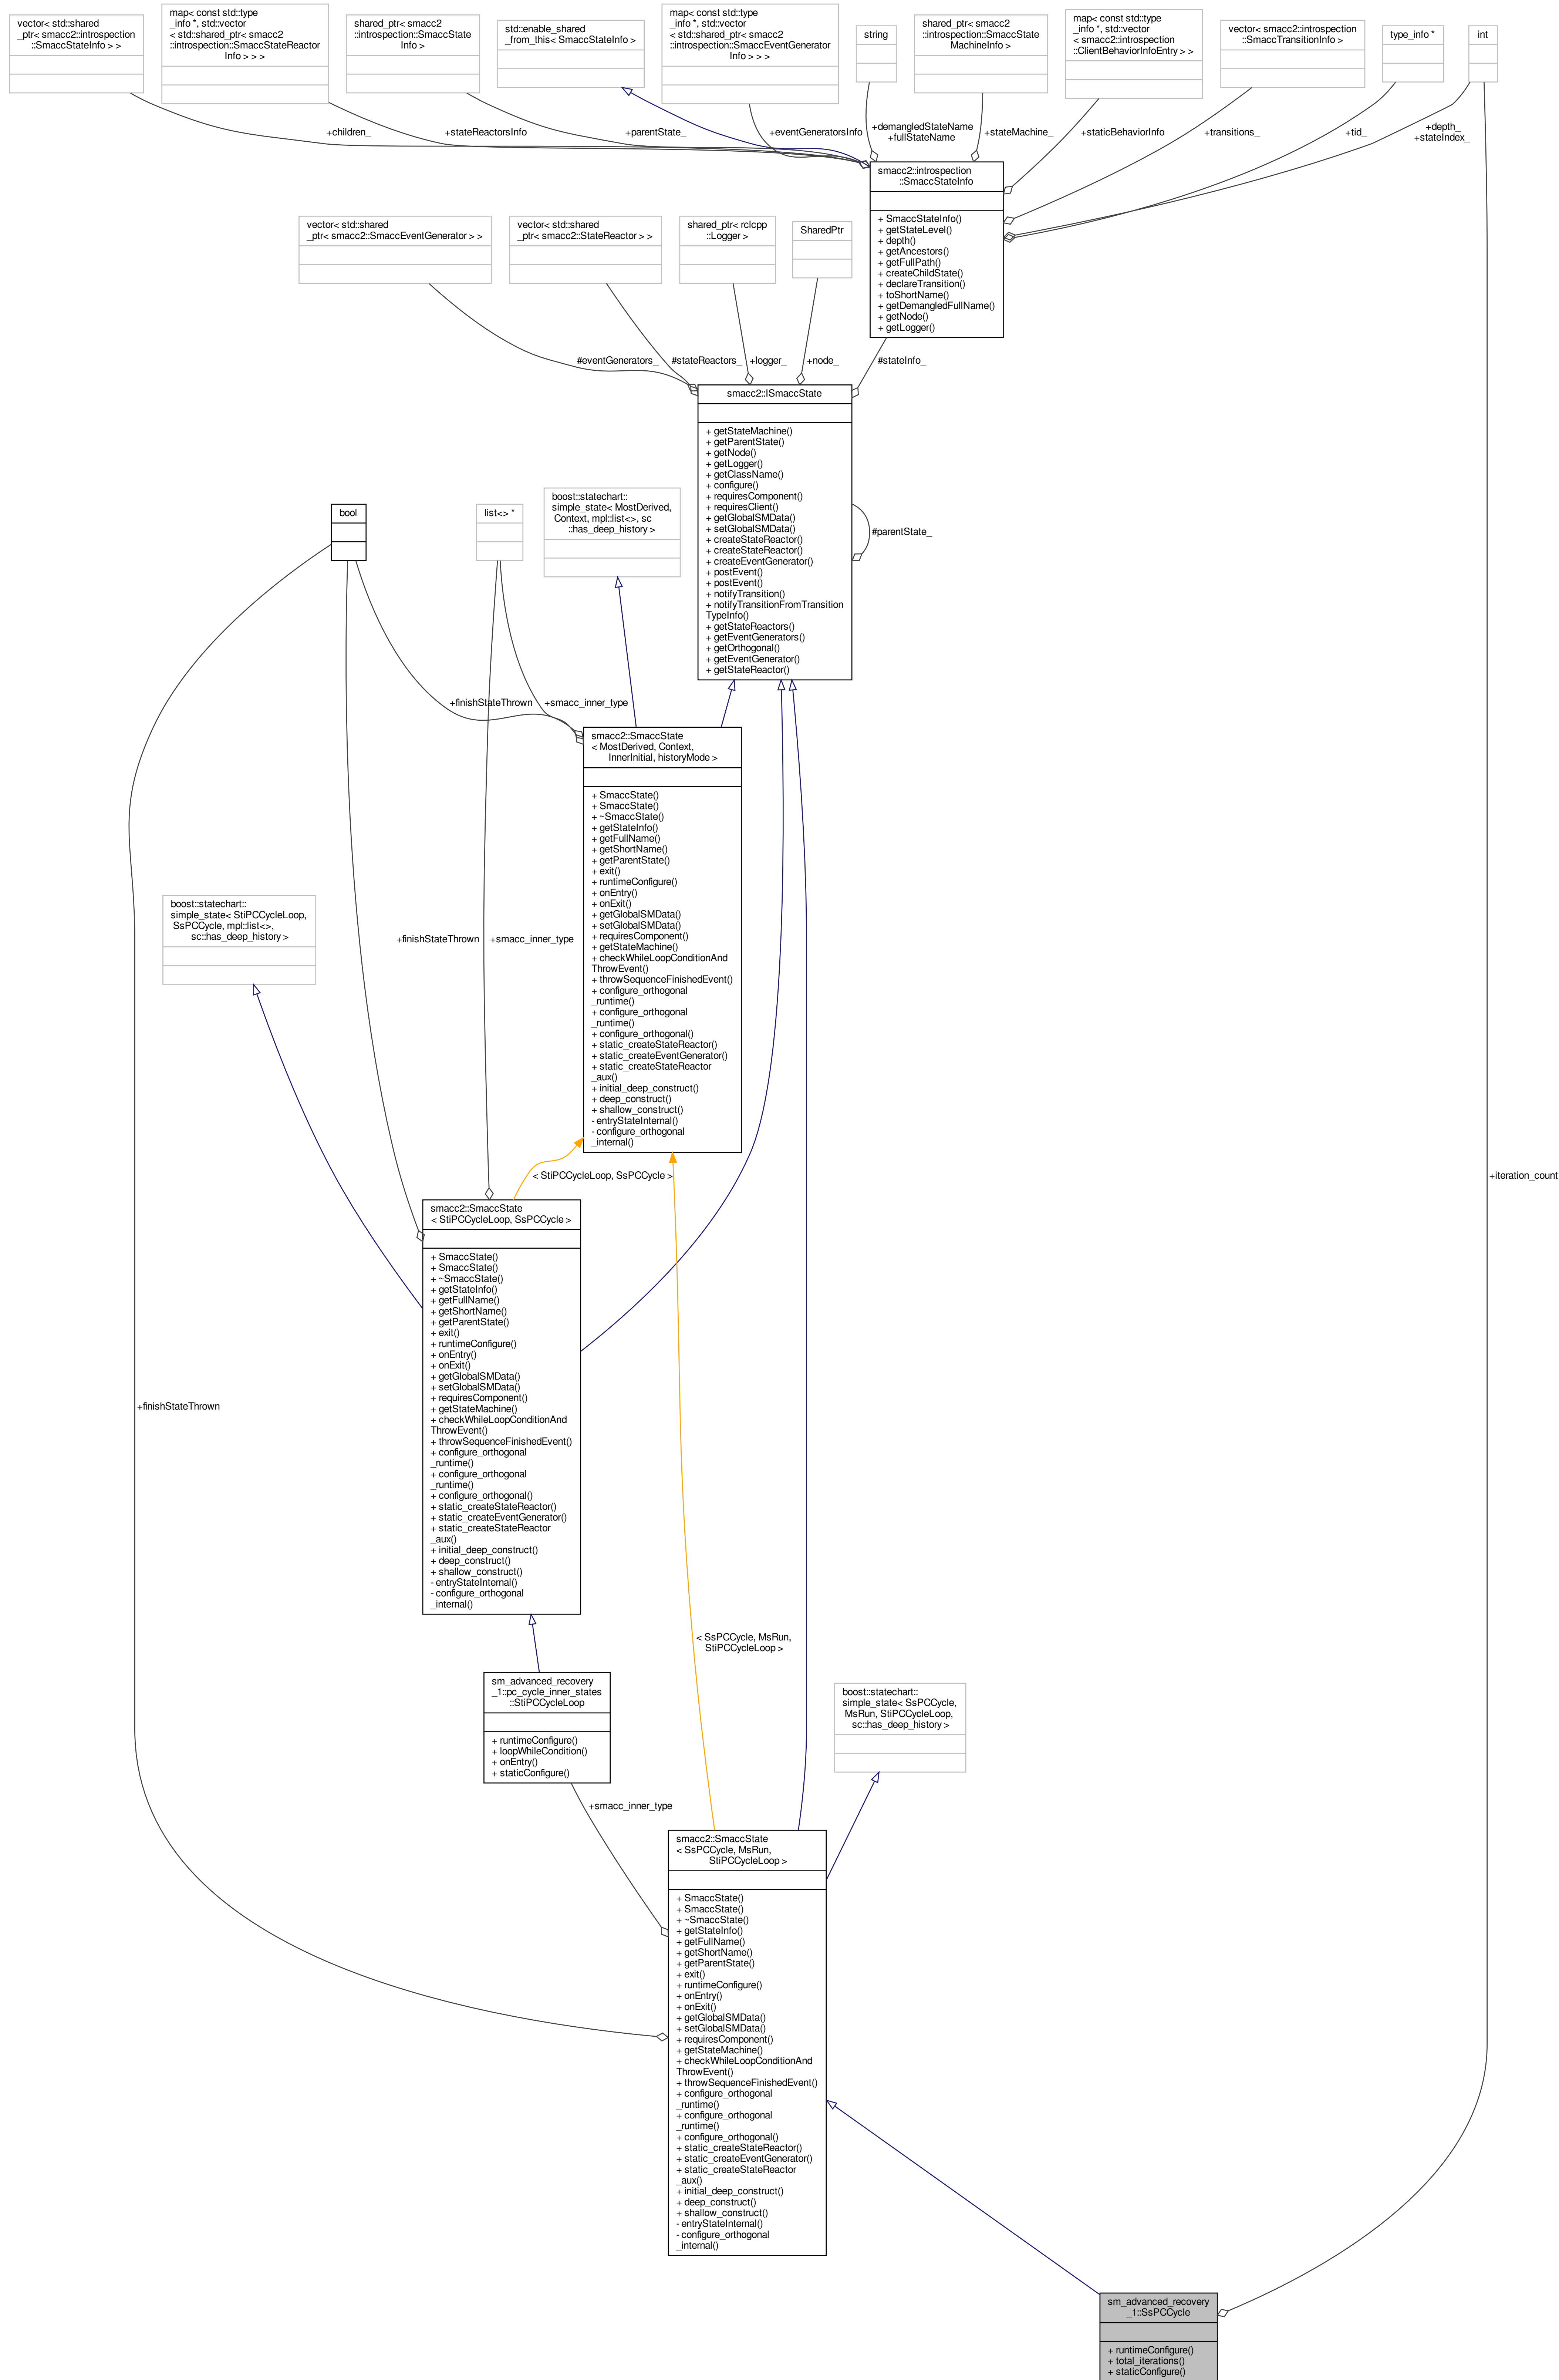 vector< std::shared
_ptr< smacc2::introspection
::SmaccStateInfo > >
map< const std::type
_info *, std::vector
< std::shared_ptr< smacc2
::introspection::SmaccStateReactor
Info > > >
shared_ptr< smacc2
::introspection::SmaccState
Info >
std::enable_shared
_from_this< SmaccStateInfo >
map< const std::type
_info *, std::vector
< std::shared_ptr< smacc2
::introspection::SmaccEventGenerator
Info > > >
string
shared_ptr< smacc2
::introspection::SmaccState
MachineInfo >
map< const std::type
_info *, std::vector
< smacc2::introspection
::ClientBehaviorInfoEntry > >
vector< smacc2::introspection
::SmaccTransitionInfo >
type_info *
int
+children_
+stateReactorsInfo
+parentState_
+eventGeneratorsInfo
+demangledStateName
+fullStateName
+stateMachine_
+staticBehaviorInfo
+transitions_
+tid_
+depth_
+stateIndex_
smacc2::introspection
::SmaccStateInfo
+ SmaccStateInfo()
+ getStateLevel()
+ depth()
+ getAncestors()
+ getFullPath()
+ createChildState()
+ declareTransition()
+ toShortName()
+ getDemangledFullName()
+ getNode()
+ getLogger()
vector< std::shared
_ptr< smacc2::SmaccEventGenerator > >
vector< std::shared
_ptr< smacc2::StateReactor > >
shared_ptr< rclcpp
::Logger >
SharedPtr
#eventGenerators_
#stateReactors_
+logger_
+node_
#stateInfo_
smacc2::ISmaccState
+ getStateMachine()
+ getParentState()
+ getNode()
+ getLogger()
+ getClassName()
+ configure()
+ requiresComponent()
+ requiresClient()
+ getGlobalSMData()
+ setGlobalSMData()
+ createStateReactor()
+ createStateReactor()
+ createEventGenerator()
+ postEvent()
+ postEvent()
+ notifyTransition()
+ notifyTransitionFromTransition
TypeInfo()
+ getStateReactors()
+ getEventGenerators()
+ getOrthogonal()
+ getEventGenerator()
+ getStateReactor()
#parentState_
bool
list<> *
boost::statechart::
simple_state< MostDerived,
Context, mpl::list<>, sc
::has_deep_history >
+finishStateThrown
+smacc_inner_type
smacc2::SmaccState
< MostDerived, Context,
InnerInitial, historyMode >
+ SmaccState()
+ SmaccState()
+ ~SmaccState()
+ getStateInfo()
+ getFullName()
+ getShortName()
+ getParentState()
+ exit()
+ runtimeConfigure()
+ onEntry()
+ onExit()
+ getGlobalSMData()
+ setGlobalSMData()
+ requiresComponent()
+ getStateMachine()
+ checkWhileLoopConditionAnd
ThrowEvent()
+ throwSequenceFinishedEvent()
+ configure_orthogonal
_runtime()
+ configure_orthogonal
_runtime()
+ configure_orthogonal()
+ static_createStateReactor()
+ static_createEventGenerator()
+ static_createStateReactor
_aux()
+ initial_deep_construct()
+ deep_construct()
+ shallow_construct()
- entryStateInternal()
- configure_orthogonal
_internal()
boost::statechart::
simple_state< StiPCCycleLoop,
SsPCCycle, mpl::list<>,
sc::has_deep_history >
+finishStateThrown
+smacc_inner_type
< StiPCCycleLoop, SsPCCycle >
+iteration_count
smacc2::SmaccState
< StiPCCycleLoop, SsPCCycle >
+ SmaccState()
+ SmaccState()
+ ~SmaccState()
+ getStateInfo()
+ getFullName()
+ getShortName()
+ getParentState()
+ exit()
+ runtimeConfigure()
+ onEntry()
+ onExit()
+ getGlobalSMData()
+ setGlobalSMData()
+ requiresComponent()
+ getStateMachine()
+ checkWhileLoopConditionAnd
ThrowEvent()
+ throwSequenceFinishedEvent()
+ configure_orthogonal
_runtime()
+ configure_orthogonal
_runtime()
+ configure_orthogonal()
+ static_createStateReactor()
+ static_createEventGenerator()
+ static_createStateReactor
_aux()
+ initial_deep_construct()
+ deep_construct()
+ shallow_construct()
- entryStateInternal()
- configure_orthogonal
_internal()
+finishStateThrown
< SsPCCycle, MsRun,
StiPCCycleLoop >
sm_advanced_recovery
_1::pc_cycle_inner_states
::StiPCCycleLoop
+ runtimeConfigure()
+ loopWhileCondition()
+ onEntry()
+ staticConfigure()
boost::statechart::
simple_state< SsPCCycle,
MsRun, StiPCCycleLoop,
sc::has_deep_history >
+smacc_inner_type
smacc2::SmaccState
< SsPCCycle, MsRun,
StiPCCycleLoop >
+ SmaccState()
+ SmaccState()
+ ~SmaccState()
+ getStateInfo()
+ getFullName()
+ getShortName()
+ getParentState()
+ exit()
+ runtimeConfigure()
+ onEntry()
+ onExit()
+ getGlobalSMData()
+ setGlobalSMData()
+ requiresComponent()
+ getStateMachine()
+ checkWhileLoopConditionAnd
ThrowEvent()
+ throwSequenceFinishedEvent()
+ configure_orthogonal
_runtime()
+ configure_orthogonal
_runtime()
+ configure_orthogonal()
+ static_createStateReactor()
+ static_createEventGenerator()
+ static_createStateReactor
_aux()
+ initial_deep_construct()
+ deep_construct()
+ shallow_construct()
- entryStateInternal()
- configure_orthogonal
_internal()
sm_advanced_recovery
_1::SsPCCycle
+ runtimeConfigure()
+ total_iterations()
+ staticConfigure()